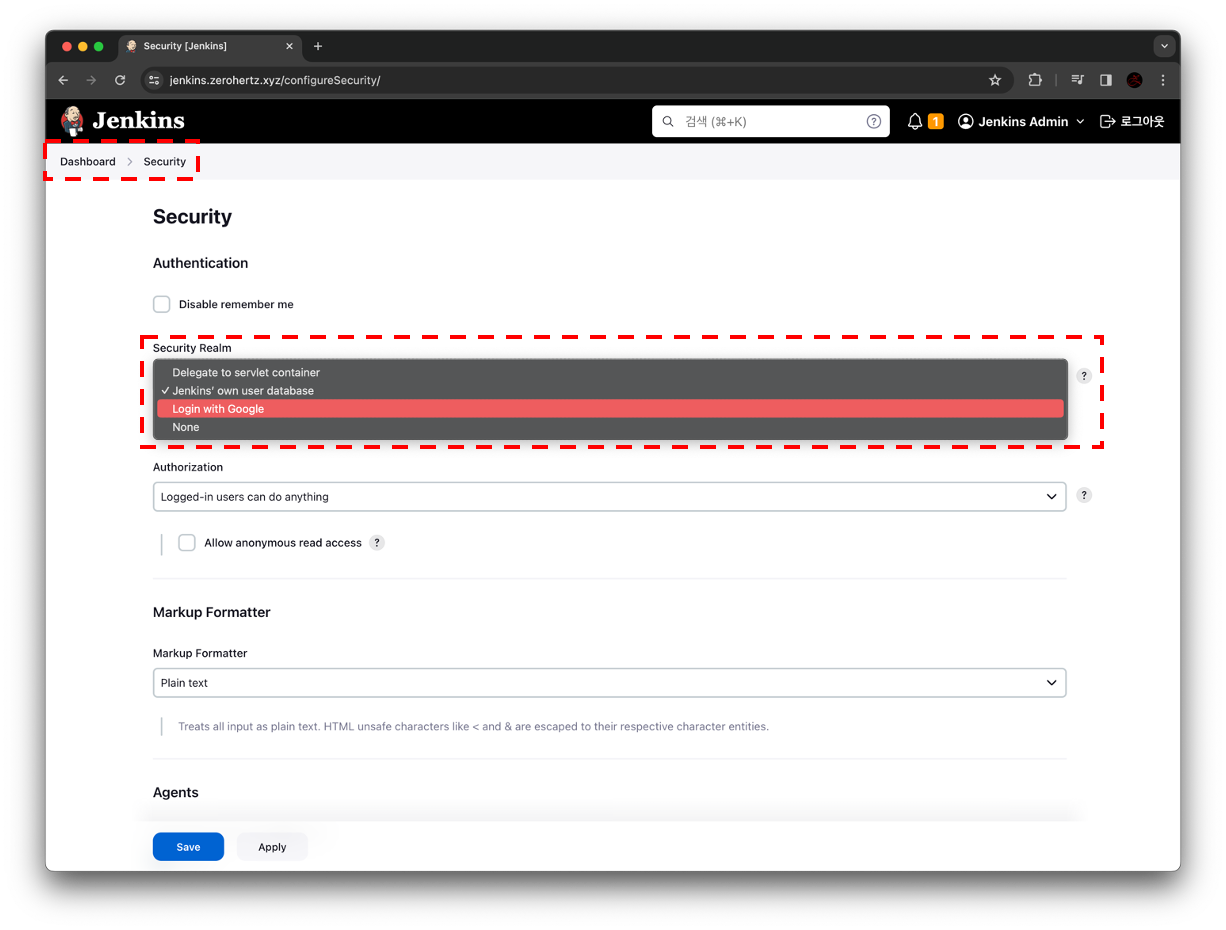 Security [Jenkins]
jenkins.zerohertz.xyz/configureSecurity/
Jenkins
검색 (⌘+K)
?
1
Jenkins Admin
로그아웃
Dashboard > Security
Security
Authentication
Disable remember me
Security Realm
Delegate to servlet container
?
✓ Jenkins' own user database
Login with Google
None
Authorization
Logged-in users can do anything
?
Allow anonymous read access ?
Markup Formatter
Markup Formatter
Plain text
Treats all input as plain text. HTML unsafe characters like < and & are escaped to their respective character entities.
Agents
Save
Apply